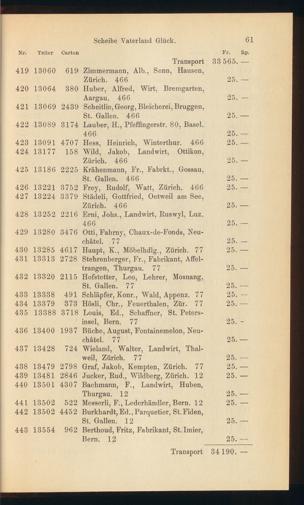 Scheibe Vaterland Glück. 61
Nr. Teiler Carton Fr. Rp.
Transport 33 565. —
419 13060 619 Zimmermann, Alb., Senn, Hausen,
Zürich. 466 25. —
420 13064 380 Huber, Alfred, Wirt, Bremgarten,
Aargau. 466 25. —
421 13069 2439 Scheitlin, Georg, Bleicherei, Bruggen,
St. Gallen. 466 25. —
422 13089 3174 Lauber, H., Pfeffingerstr. 80, Basel.
466 25. —
423 13091 4707 Hess, Heinrich, Winterthur. 466 25. —
424 13177 158 Wild, Jakob, Landwirt, Ottikon,
Zürich. 466 25. —
425 13186 2225 Krähenmann, Fr., Fabrkt., Gossau,
St. Gallen. 466 25. —
426 13221 3752 Frey, Rudolf, Watt, Zürich. 466 25. —
427 13224 3379 Städeli, Gottfried, Oetweil am See,
Zürich. 466 25. —
428 13252 2216 Erni, Johs., Landwirt, Ruswyl, Luz.
466 25. —
429 13280 3476 Otti, Fahrny, Chaux-de-Fonds, Neu-
châtel. 77 25. —
430 13285 4617 Haupt, K., Möbelhdlg., Zürich. 77 25. —
431 13313 2728 Stehrenberger, Fr., Fabrikant, Affel-
trangen, Thurgau. 77 25. —
432 13320 2115 Hofstetter, Leo, Lehrer, Mosnang,
St. Gallen. 77 25. —
433 13338 491 Schläpfer, Konr., Wald, Appenz. 77 25. —
434 13379 373 Hösli, Chr., Feuerthalen, Zür. 77 25. —
435 13388 3718 Louis, Ed., Schaffner, St. Peters-
insel, Bern. 77 25. –
436 13400 1937 Büche, August, Fontainemelon, Neu-
châtel. 77 25. —
437 13428 724 Wieland, Walter, Landwirt, Thal-
weil, Zürich. 77 25. —
438 13479 2798 Graf, Jakob, Kempten, Zürich. 77 25. —
439 13481 2846 Jucker, Rud., Wildberg, Zürich. 12 25. —
440 13501 4307 Bachmann, F., Landwirt, Huben,
Thurgau. 12 25. —
441 13502 522 Messerli, F., Lederhändler, Bern. 12 25. —
442 13502 4452 Burkhardt, Ed., Parquetier, St. Fiden,
St. Gallen. 12 25. —
443 13554 962 Berthoud, Fritz, Fabrikant, St. Imier,
Bern. 12 25. —
Transport 34 190. —